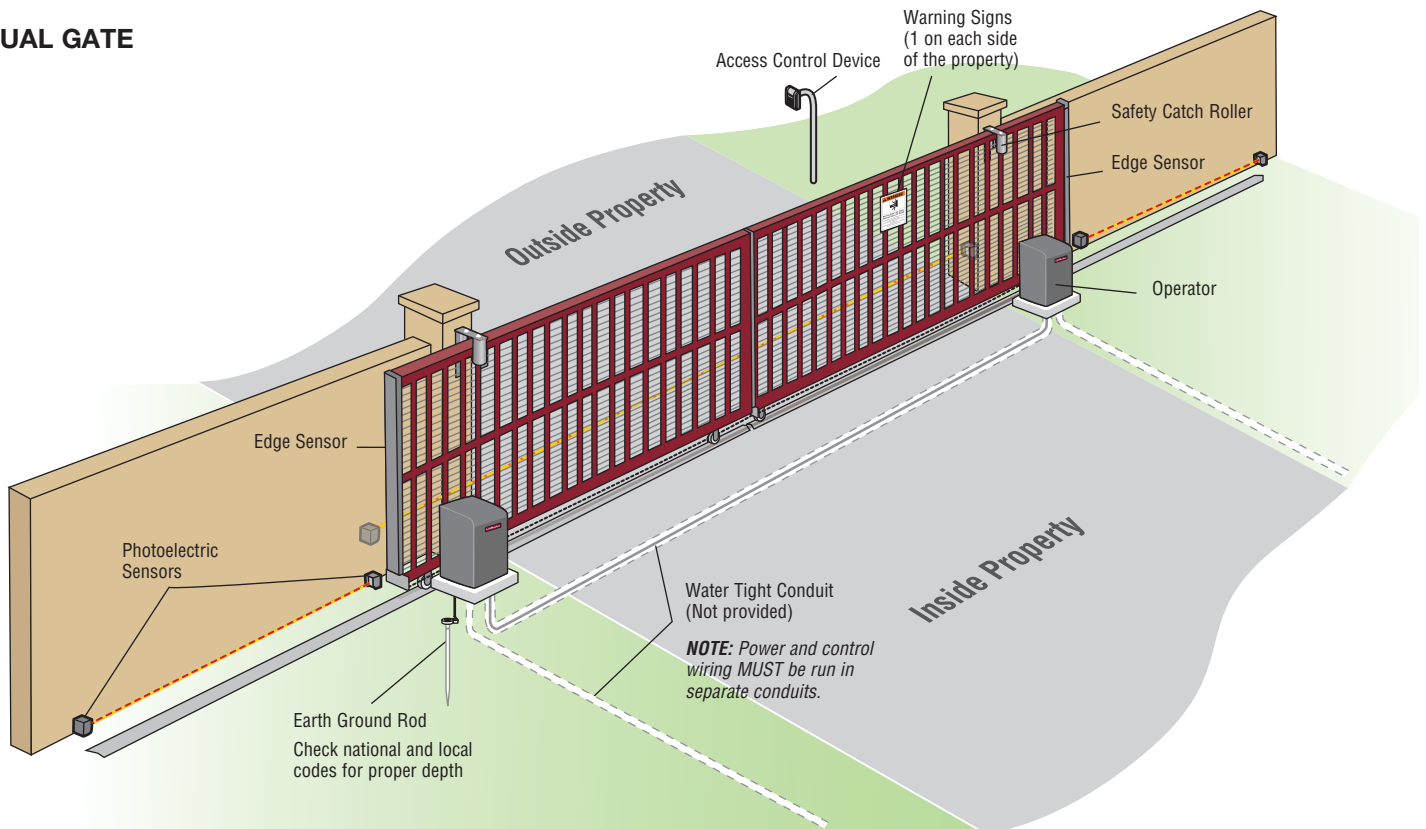 UAL GATE
Warning Signs
(1 on each side
of the property)
Access Control Device
Safety Catch Roller
Edge Sensor
Outside Property
Operator
Edge Sensor
Photoelectric
Sensors
Water Tight Conduit
(Not provided)
NOTE: Power and control
wiring MUST be run in
separate conduits.
Inside Property
Earth Ground Rod
Check national and local
codes for proper depth